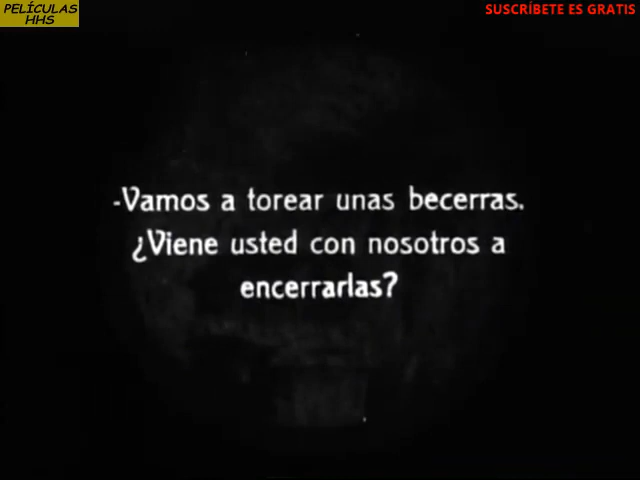 PELÍCULAS
HHS
SUSCRÍBETE ES GRATIS
-Vamos a torear unas becerras.
¿Viene usted con nosotros a
encerrarlas?